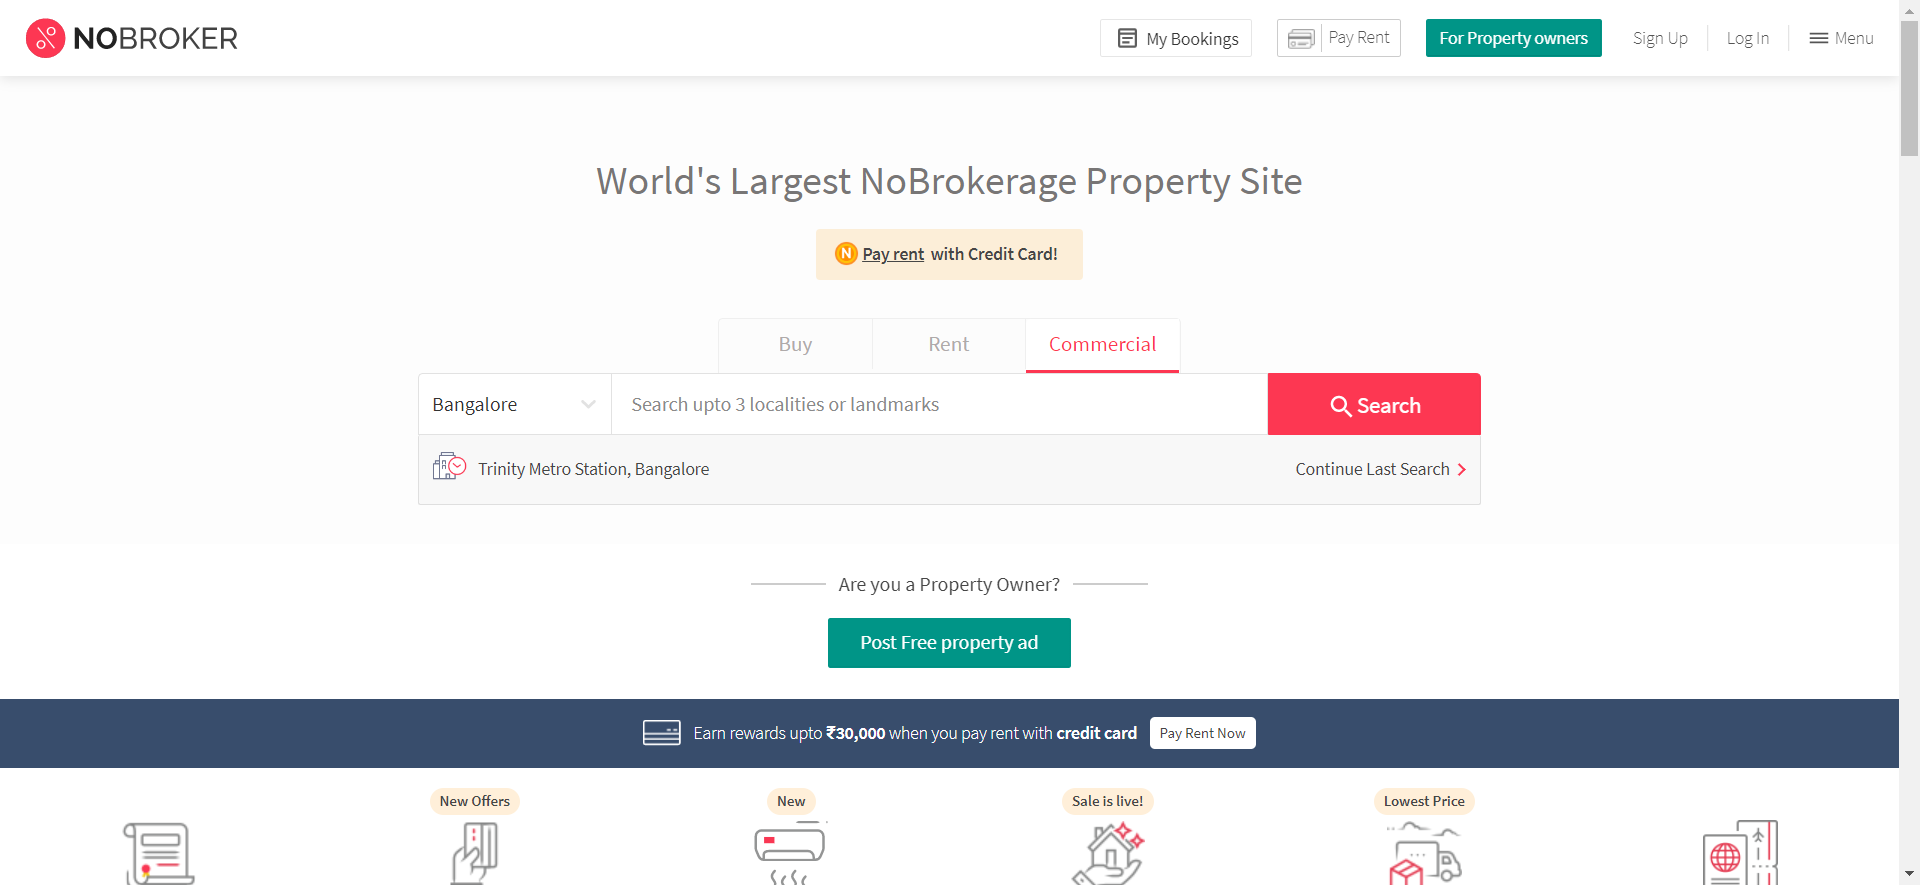 NOBROKER
My Bookings
Pay Rent
For Property owners
Sign Up
Log In
Menu
World's Largest NoBrokerage Property Site
N Pay rent with Credit Card!
Buy
Rent
Commercial
Bangalore
Search upto 3 localities or landmarks
Search
Trinity Metro Station, Bangalore
Continue Last Search
Are you a Property Owner?
Post Free property ad
Earn rewards upto ₹30,000 when you pay rent with credit card
Pay Rent Now
New Offers
New
Sale is live!
Lowest Price